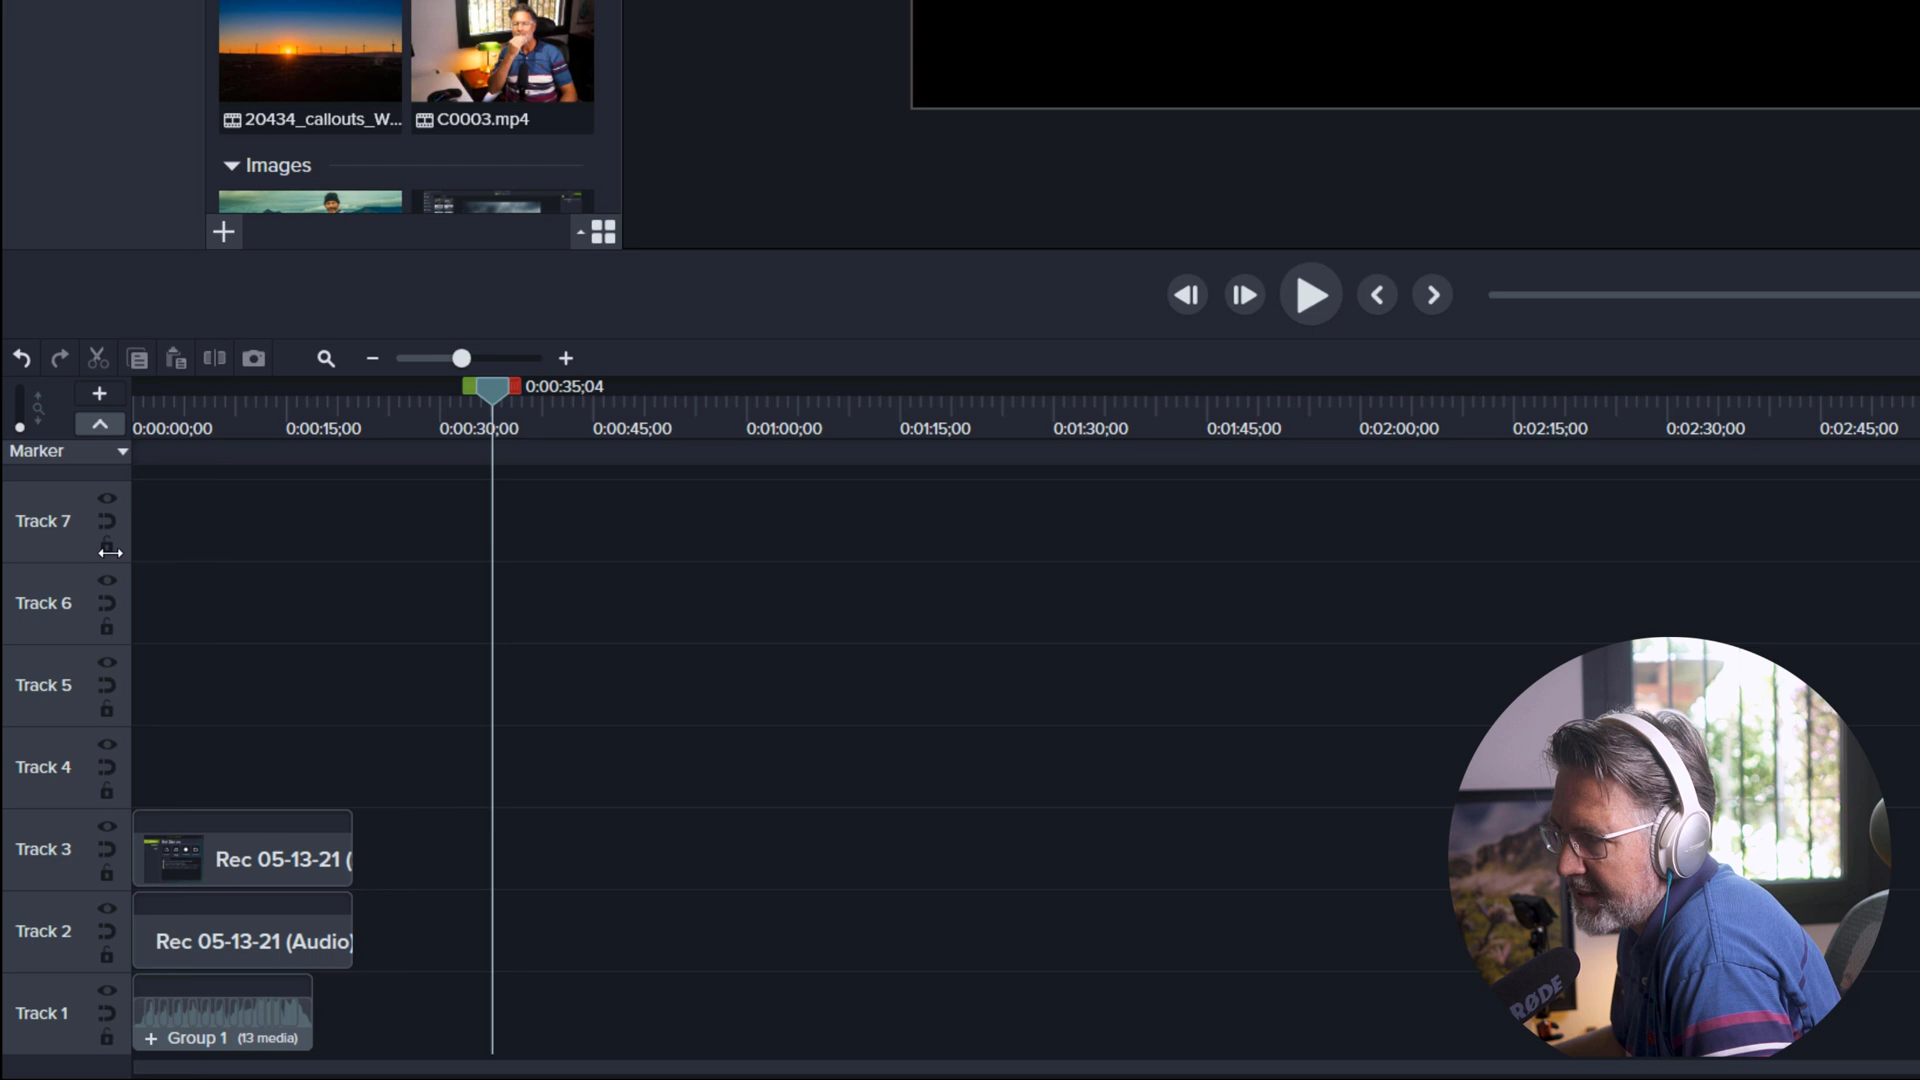 20434_callouts_W...
C0003.mp4
Images
0:00:35;04
0:00:00;00
0:00:15;00
0:00:30;00
0:00:45;00
0:01:00;00
0:01:15;00
0:01:30;00
0:01:45;00
0:02:00;00
0:02:15;00
0:02:30;00
0:02:45;00
Marker
Track 7
Track 6
Track 5
Track 4
Track 3
Rec 05-13-21 (
Track 2
Rec 05-13-21 (Audio)
Track 1
+ Group 1 (13 media)
RØDE